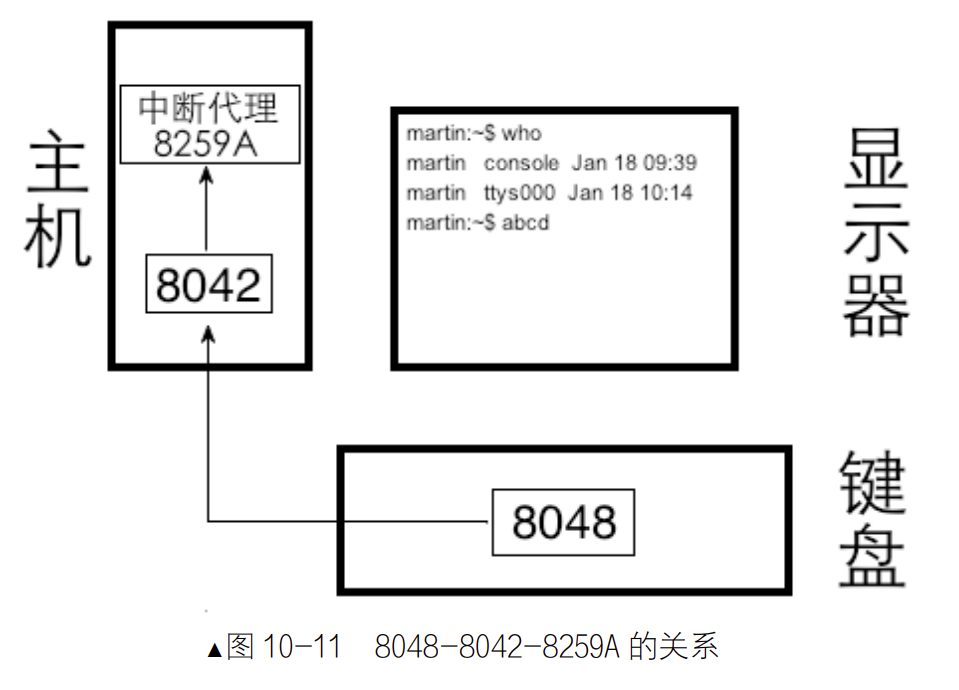 主机
中断代理
8259A
8042
martin:~$ who
martin console Jan 18 09:39
martin ttys000 Jan 18 10:14
martin:~$ abcd
显示器
8048
键盘
▲图 10-11 8048-8042-8259A 的关系